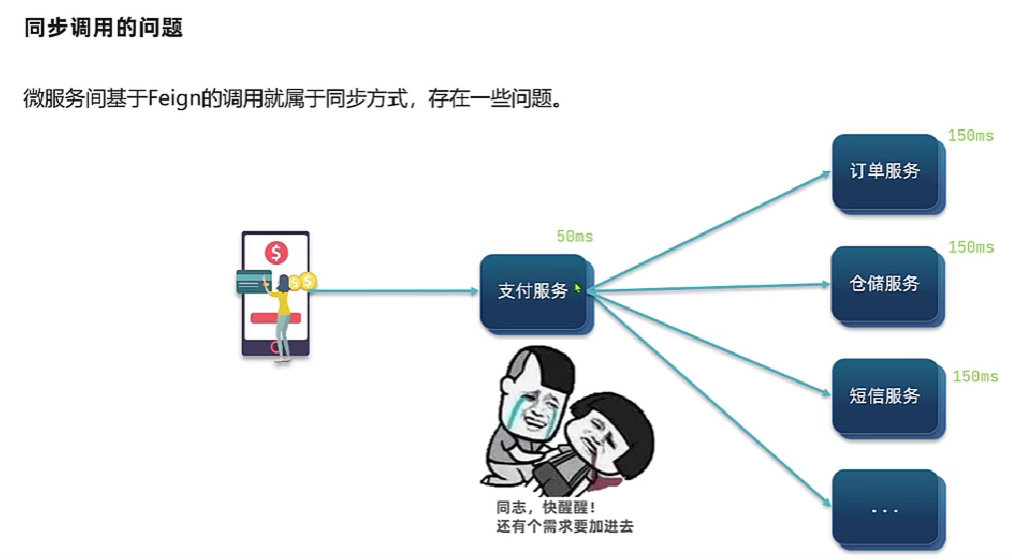 同步调用的问题
微服务间基于Feign的调用就属于同步方式，存在一些问题。
150ms
订单服务
50ms
150ms
支付服务
仓储服务
150ms
短信服务
同志，快醒醒！
还有个需求要加进去
...
$